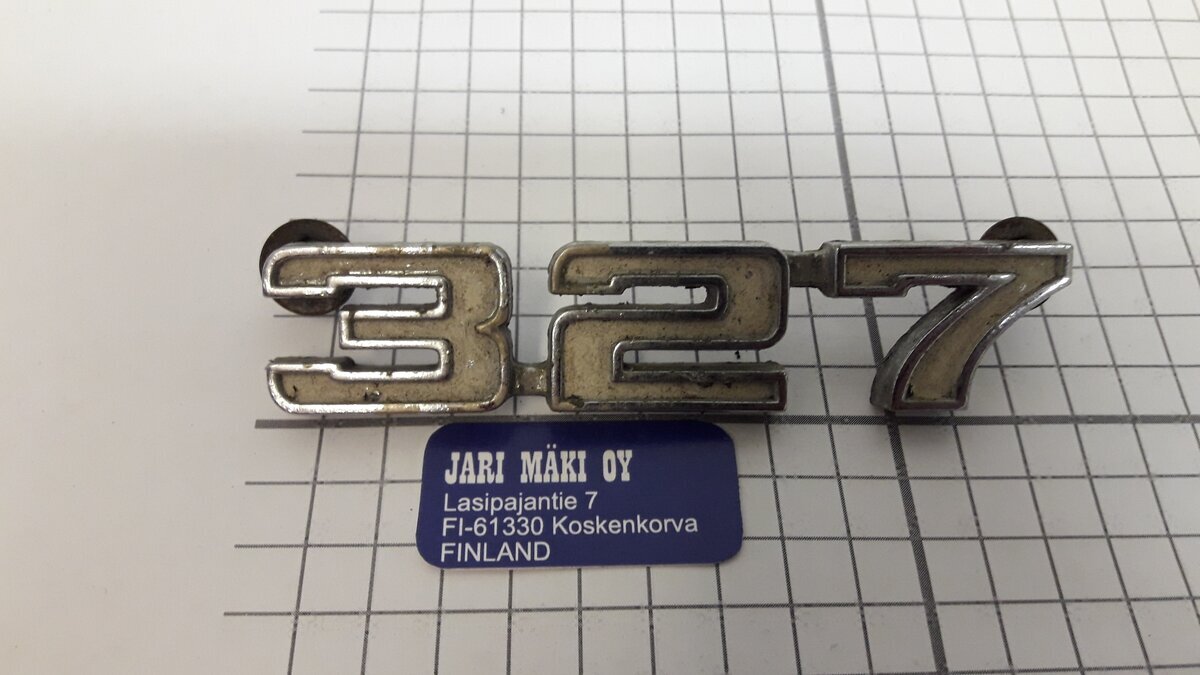 327
JARI MÄKI OY
Lasipajantie 7
FI-61330 Koskenkorva
FINLAND